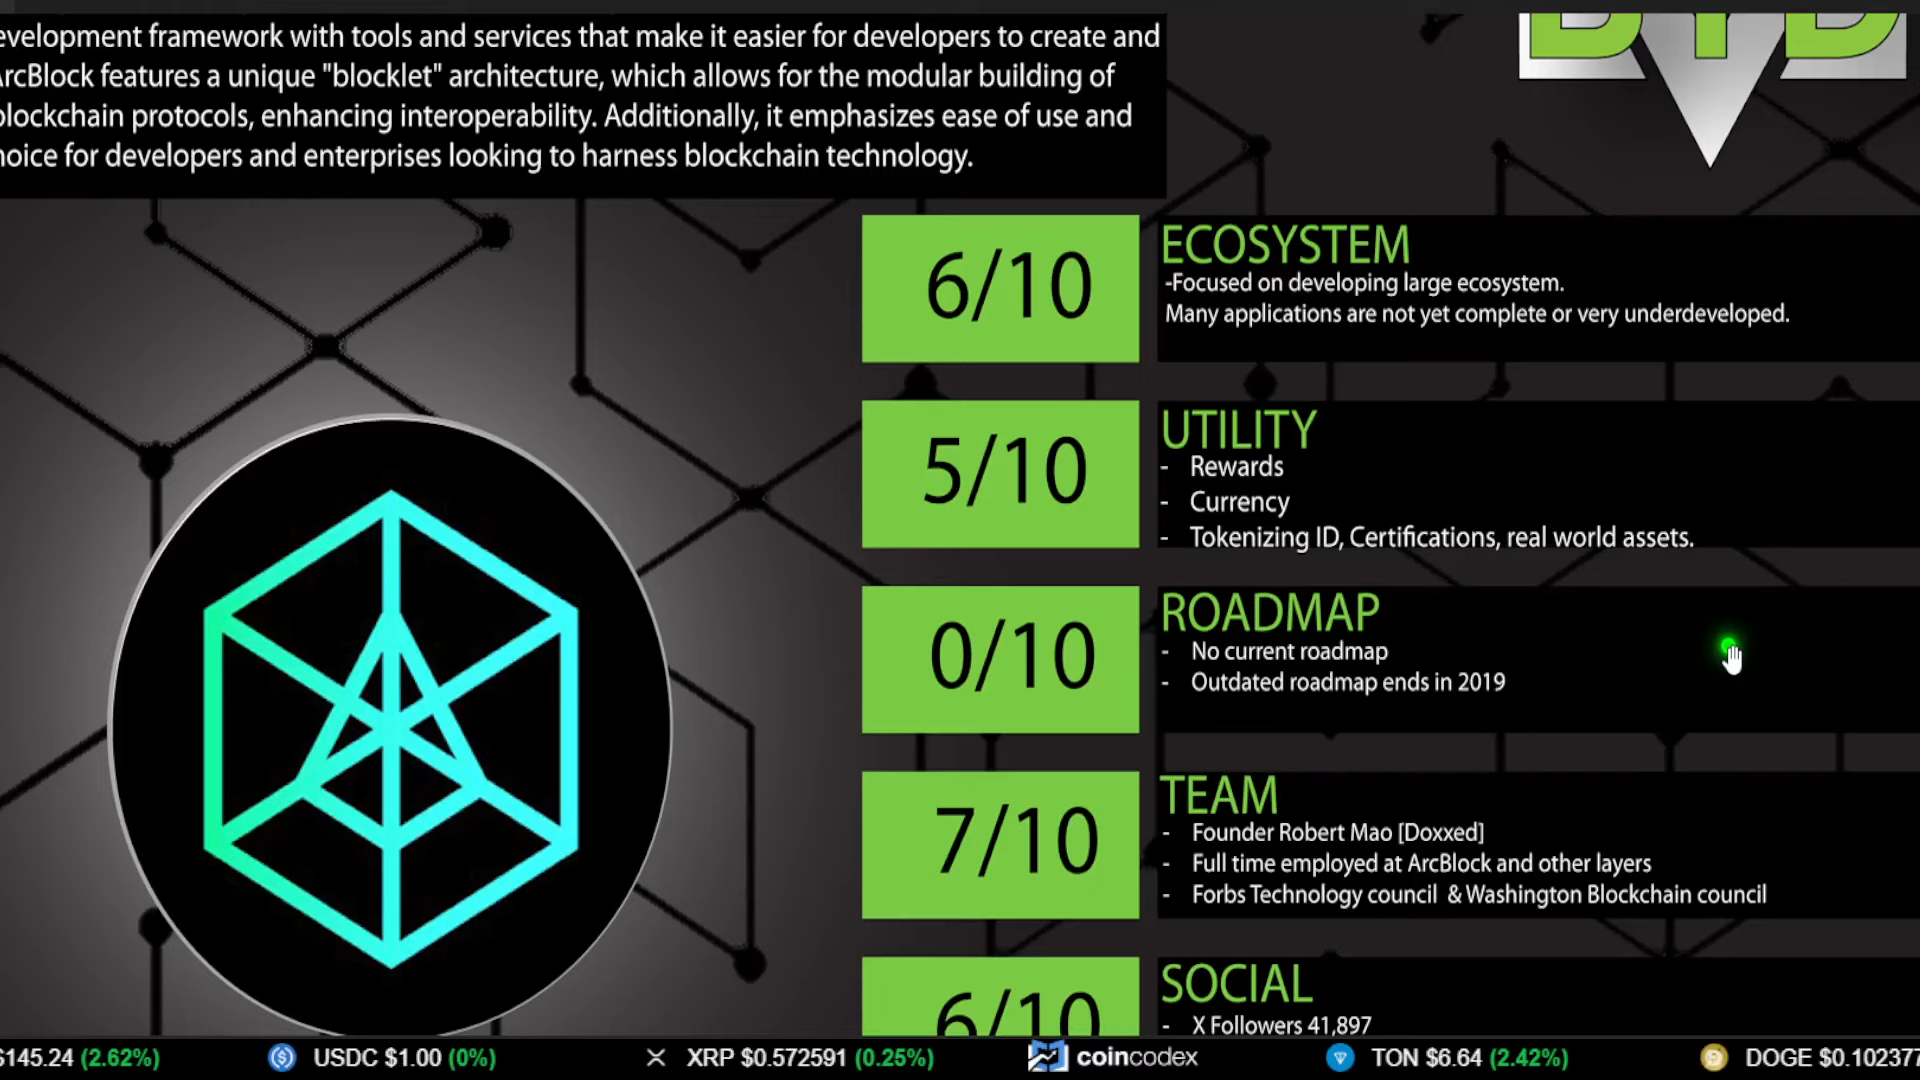 evelopment framework with tools and services that make it easier for developers to create and
ArcBlock features a unique "blocklet" architecture, which allows for the modular building of
blockchain protocols, enhancing interoperability. Additionally, it emphasizes ease of use and
hoice for developers and enterprises looking to harness blockchain technology.
BTD
6/10
ECOSYSTEM
-Focused on developing large ecosystem.
Many applications are not yet complete or very underdeveloped.
5/10
UTILITY
- Rewards
- Currency
- Tokenizing ID, Certifications, real world assets.
0/10
ROADMAP
- No current roadmap
- Outdated roadmap ends in 2019
7/10
TEAM
- Founder Robert Mao [Doxxed]
- Full time employed at ArcBlock and other layers
- Forbs Technology council & Washington Blockchain council
6/10
SOCIAL
- X Followers 41,897
$145.24 (2.62%) USDC $1.00 (0%) XRP $0.572591 (0.25%) coincodex TON $6.64 (2.42%) DOGE $0.102377